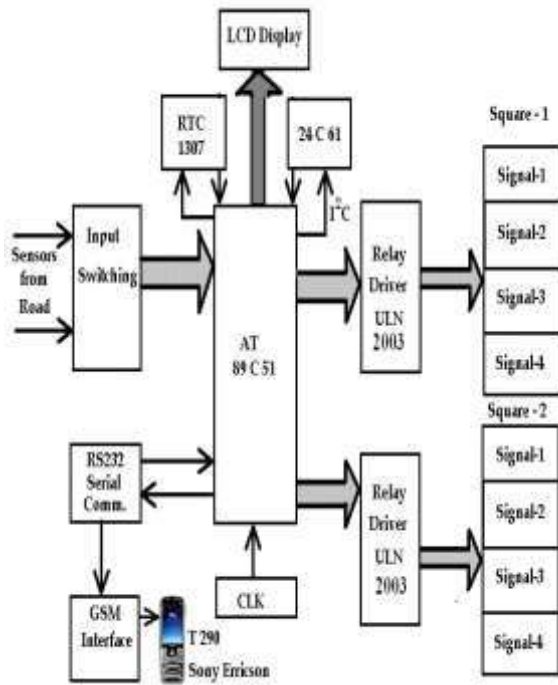 LCD Display
RTC
1307
24 C 61
I²C
Square - 1
Signal-1
Signal-2
Signal-3
Signal-4
Input
Switching
Sensors
from
Road
Relay
Driver
ULN
2003
AT
89 C 51
Square - 2
Signal-1
Signal-2
Signal-3
Signal-4
RS232
Serial
Comm.
Relay
Driver
ULN
2003
CLK
GSM
Interface
T 290
Sony Erricson